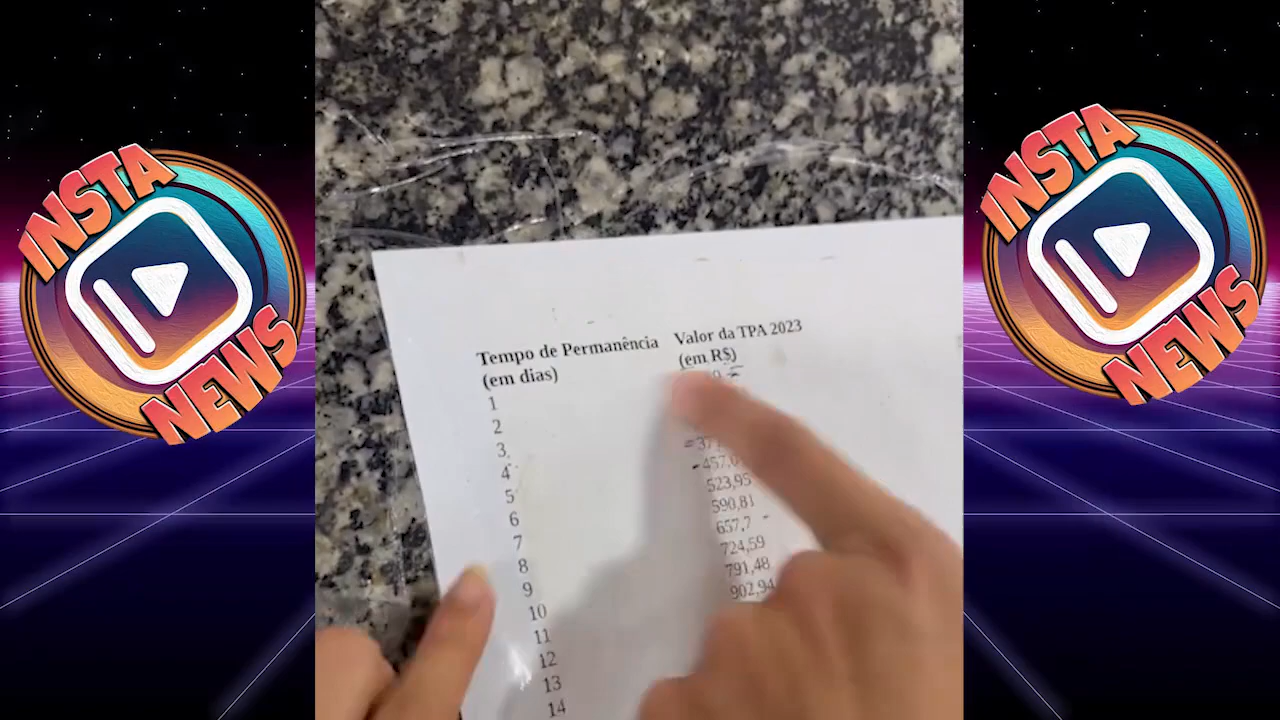 INSTA
NEWS
Tempo de Permanência Valor da TPA 2023
(em dias) (em R$)
1
2
3
4
5 523,95
6 590,81
7 657,7
8 724,59
9 791,48
10 902,94
11
12
13
14
INSTA
NEWS